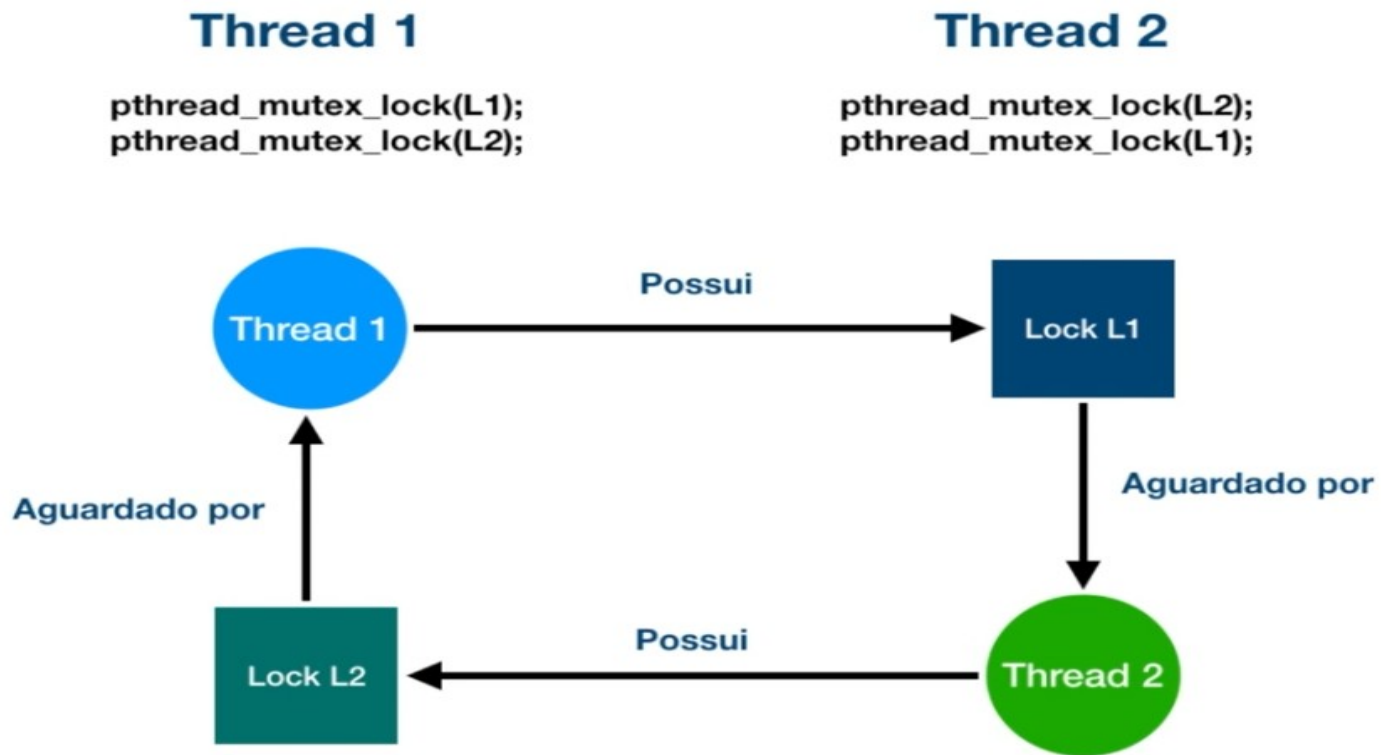 Thread 1
Thread 2
pthread_mutex_lock(L1);
pthread_mutex_lock(L2);
pthread_mutex_lock(L2);
pthread_mutex_lock(L1);
Possui
Thread 1
Lock L1
Aguardado por
Aguardado por
Possui
Lock L2
Thread 2